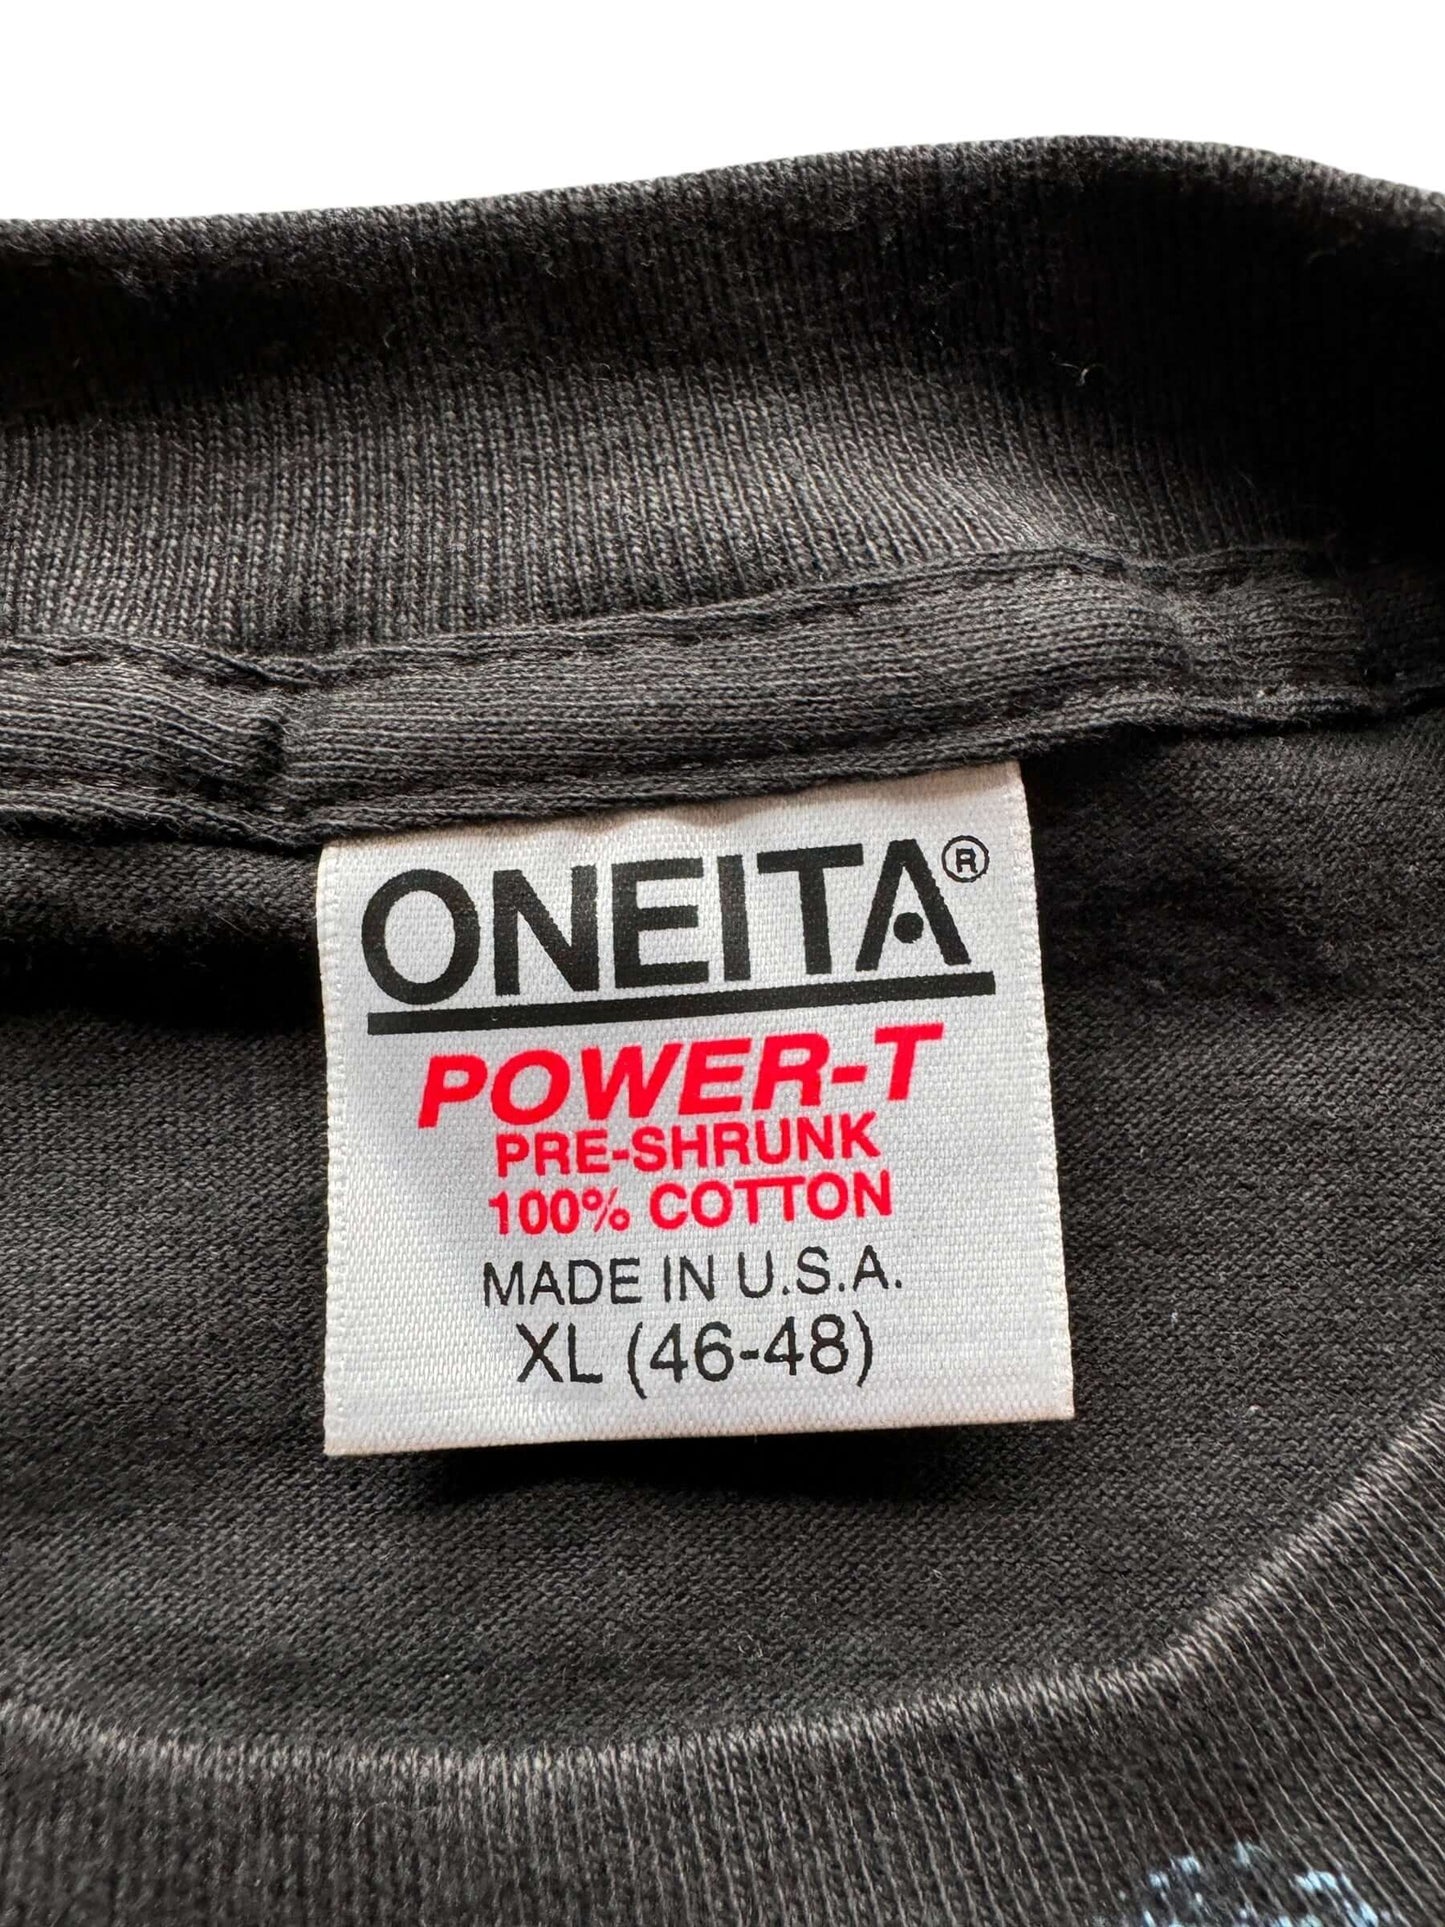 ONEITA®
POWER-T
PRE-SHRUNK
100% COTTON
MADE IN U.S.A.
XL (46-48)